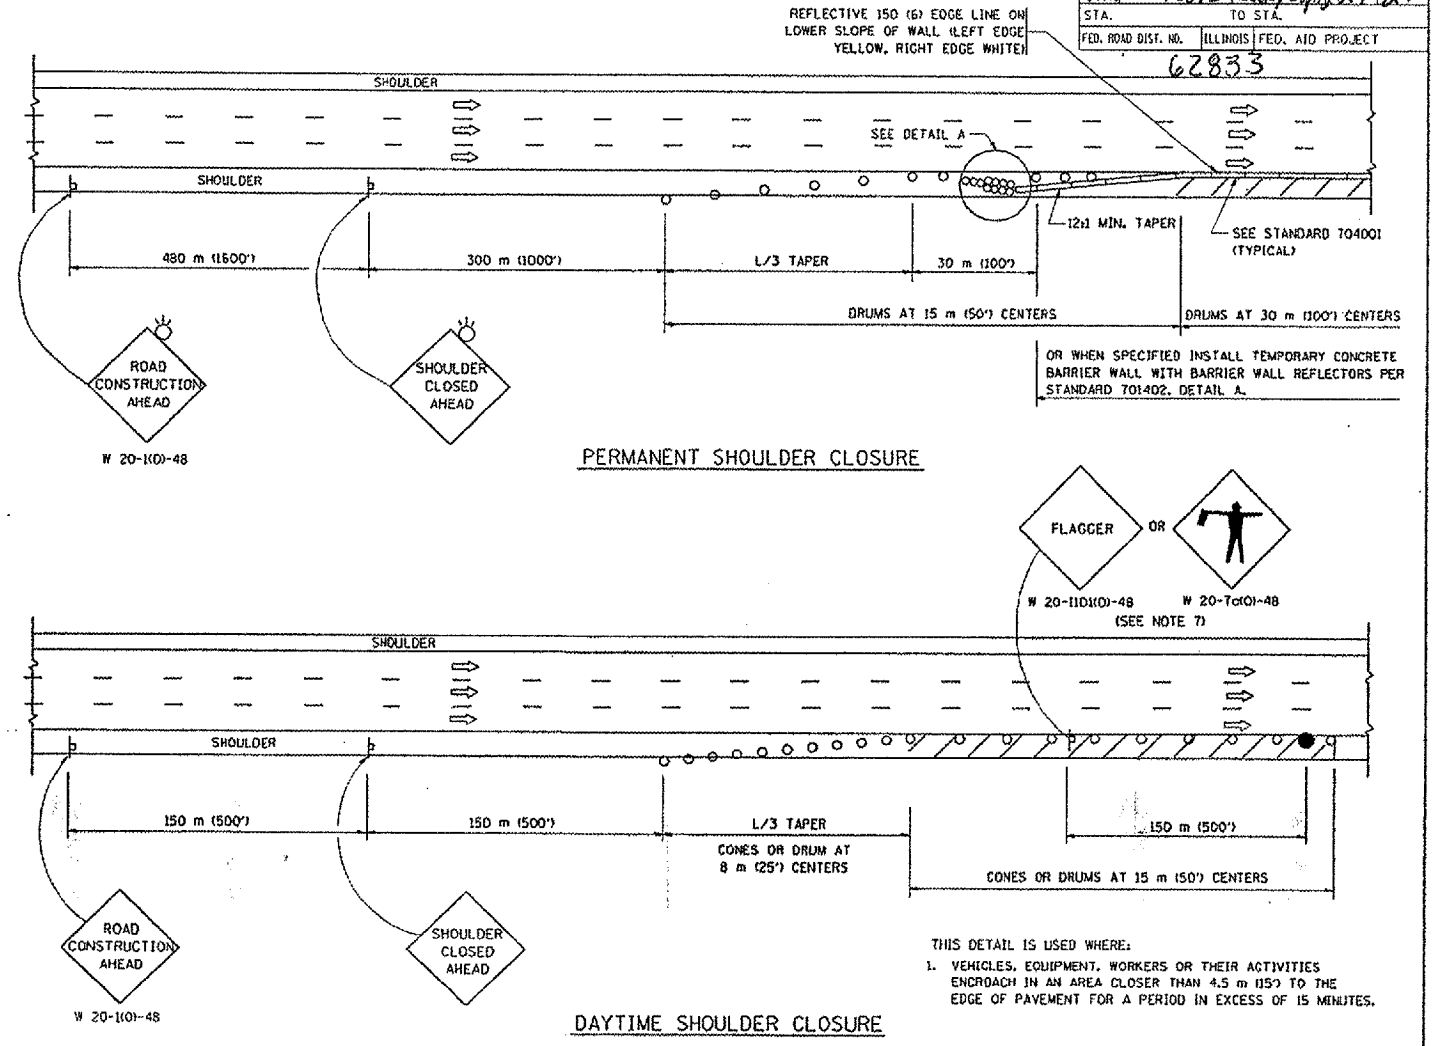 STA. TO STA.
FED. ROAD DIST. NO. ILLINOIS FED. AID PROJECT
62833
REFLECTIVE 150 (6) EDGE LINE ON
LOWER SLOPE OF WALL (LEFT EDGE
YELLOW, RIGHT EDGE WHITE)
SHOULDER
SEE DETAIL A
SHOULDER
12:1 MIN. TAPER
SEE STANDARD 704001
(TYPICAL)
480 m (1600')
300 m (1000')
L/3 TAPER
30 m (100')
DRUMS AT 15 m (50') CENTERS
DRUMS AT 30 m (100') CENTERS
OR WHEN SPECIFIED INSTALL TEMPORARY CONCRETE
BARRIER WALL WITH BARRIER WALL REFLECTORS PER
STANDARD 701402, DETAIL A.
ROAD
CONSTRUCTION
AHEAD
W 20-1(O)-48
SHOULDER
CLOSED
AHEAD
PERMANENT SHOULDER CLOSURE
FLAGGER
OR
W 20-1101(O)-48
W 20-7a(O)-48
(SEE NOTE 7)
SHOULDER
SHOULDER
150 m (500')
150 m (500')
L/3 TAPER
CONES OR DRUM AT
8 m (25') CENTERS
150 m (500')
CONES OR DRUMS AT 15 m (50') CENTERS
ROAD
CONSTRUCTION
AHEAD
W 20-1(O)-48
SHOULDER
CLOSED
AHEAD
THIS DETAIL IS USED WHERE:
1. VEHICLES, EQUIPMENT, WORKERS OR THEIR ACTIVITIES
ENCROACH IN AN AREA CLOSER THAN 4.5 m (15') TO THE
EDGE OF PAVEMENT FOR A PERIOD IN EXCESS OF 15 MINUTES.
DAYTIME SHOULDER CLOSURE